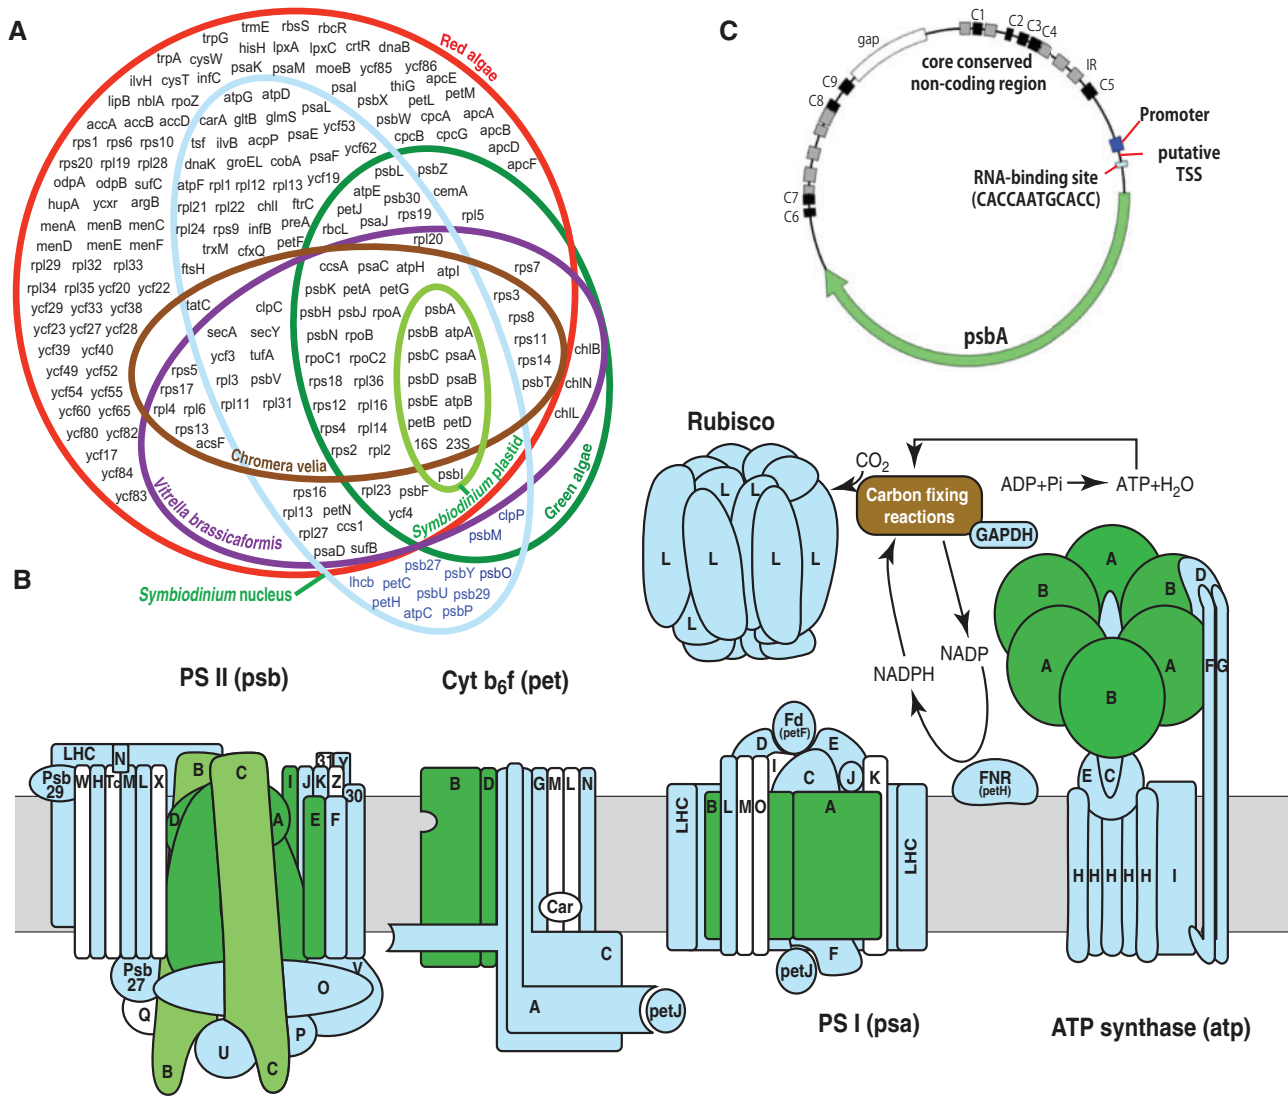 A
trmE rbsS rbcR
trpG
hisH lpxA lpxC crtR dnaB
Red algae
trpA cysW
psaK psaM moeB ycf85 ycf86
ilvH cysT infC
psaI thiG apcE
lipB nblA rpoZ atpG atpD
psaL psbX petL petM
accA accB accD carA gltB glmS
psbW cpcA apcA
ycf53
rps1 rps6 rps10 tsf ilvB acpP psaE
cpcB cpcG apcB
apcD
rps20 rpl19 rpl28 dnaK groEL cobA psaF ycf62
apcF
odpA odpB sufC atpF rpl1 rpl12 rpl13 ycf19
psbL psbZ
atpE psb30 cemA
hupA ycxr argB rpl21 rpl22 chlI ftrC
petJ rps19 rpl5
menA menB menC rpl24 rps9 infB preA
rbcL psaJ
menD menE menF trxM cfxQ petF
rpl20
rpl29 rpl32 rpl33 ftsH
ccsA psaC atpH atpI rps7
rpl34 rpl35 ycf20 ycf22
psbK petA petG rps3
ycf29 ycf33 ycf38 tatC clpC
psbH psbJ rpoA psbA rps8
ycf23 ycf27 ycf28 secA secY
psbN rpoB psbB atpA rps11
ycf39 ycf40 ycf3 tufA
rpoC1 rpoC2 psbC psaA rps14 chlB
ycf49 ycf52 rps5 rpl3 psbV
rps18 rpl36 psbD psaB psbT chlN
ycf54 ycf55 rps17
ycf60 ycf65 rpl4 rpl6 rpl11 rpl31
rps12 rpl16 psbE atpB chlL
ycf80 ycf82 rps13
rps4 rpl14 petB petD
acsF
rps2 rpl2 16S 23S
ycf17
Chromera velia
ycf84
psbI
ycf83
rps16 rpl23 psbF
Vitrella brassicaformis
Symbiodinium plastid
Green algae
rpl13 petN ycf4 clpP
rpl27 ccs1 psbM
psaD sufB
psb27 psbY psbO
lhcb petC psbU psb29
petH atpC psbP
Symbiodinium nucleus
C
C1
C2 C3 C4
gap
IR
core conserved
non-coding region
C5
C9
C8
Promoter
putative
TSS
RNA-binding site
(CACCAATGCACC)
C7
C6
psbA
B
PS II (psb)
LHC N 31 Y
Psb
29
W H Tc M L X B C I J K Z
30
D A E F
Psb
27
V
O
Q
P
U
B C
Cyt b6f (pet)
B D G M L N
Car
C
A petJ
Rubisco
L L
L L L L
L
CO2
Carbon fixing
reactions
ADP+Pi ATP+H2O
GAPDH
NADP
NADPH
FNR
(petH)
Fd
(petF)
D E
I C J K
LHC B L M O A LHC
F
petJ
PS I (psa)
A
B B D
A A F G
B
E C
H H H H H I
ATP synthase (atp)